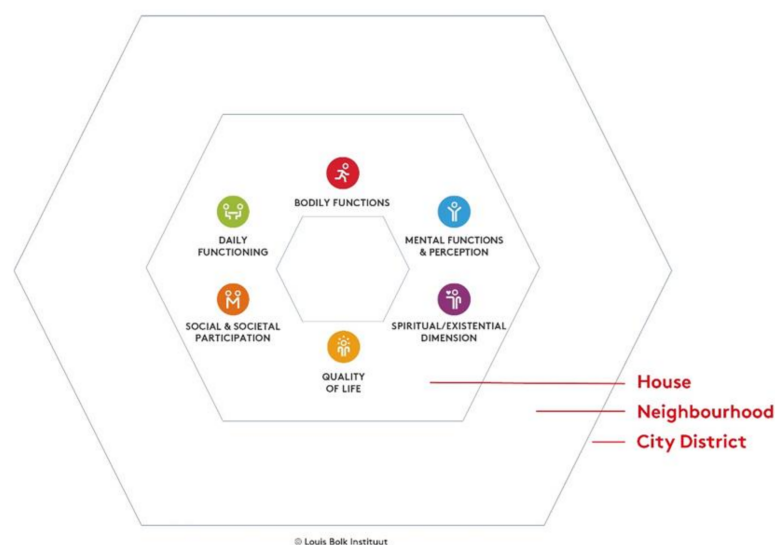 BODILY FUNCTIONS
DAILY
FUNCTIONING
MENTAL FUNCTIONS
& PERCEPTION
SOCIAL & SOCIETAL
PARTICIPATION
SPIRITUAL/EXISTENTIAL
DIMENSION
QUALITY
OF LIFE
House
Neighbourhood
City District
© Louis Bolk Instituut